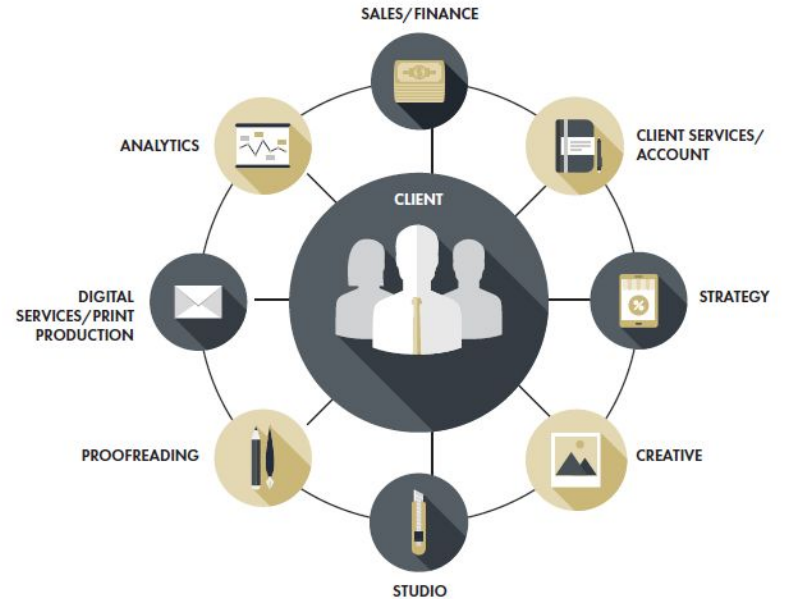 SALES/FINANCE
CLIENT SERVICES/
ACCOUNT
STRATEGY
CREATIVE
STUDIO
PROOFREADING
DIGITAL
SERVICES/PRINT
PRODUCTION
ANALYTICS
CLIENT